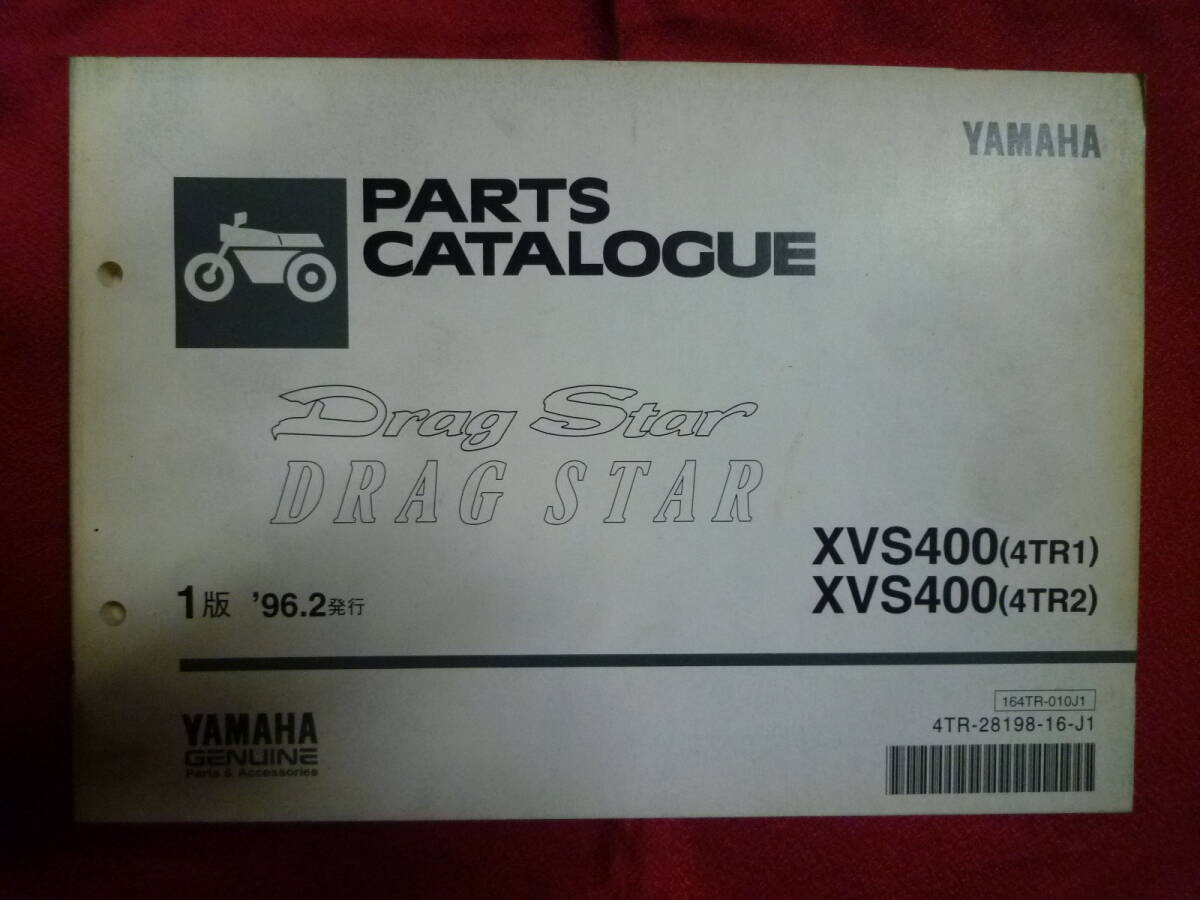 YAMAHA
PARTS
CATALOGUE
Drag Star
DRAG STAR
XVS400(4TR1)
XVS400(4TR2)
1版 '96.2発行
164TR-010J1
4TR-28198-16-J1
YAMAHA
GENUINE
Parts & Accessories